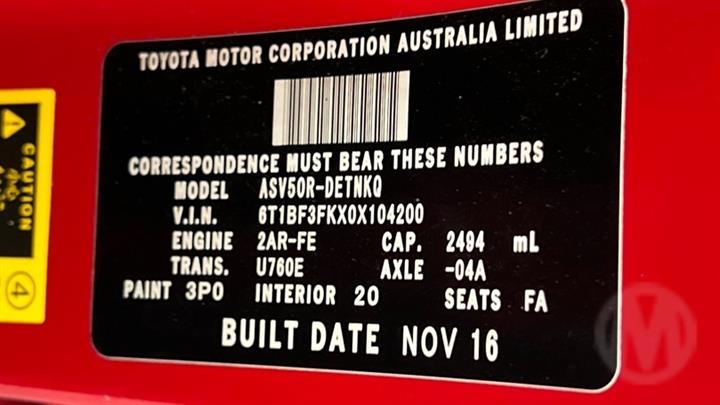 TOYOTA MOTOR CORPORATION AUSTRALIA LIMITED
CORRESPONDENCE MUST BEAR THESE NUMBERS
MODEL ASV50R-DETNKQ
V.I.N. 6T1BF3FKX0X104200
ENGINE 2AR-FE CAP. 2494 mL
TRANS. U760E AXLE -04A
PAINT 3P0 INTERIOR 20 SEATS FA
BUILT DATE NOV 16
CAUTION
4
M